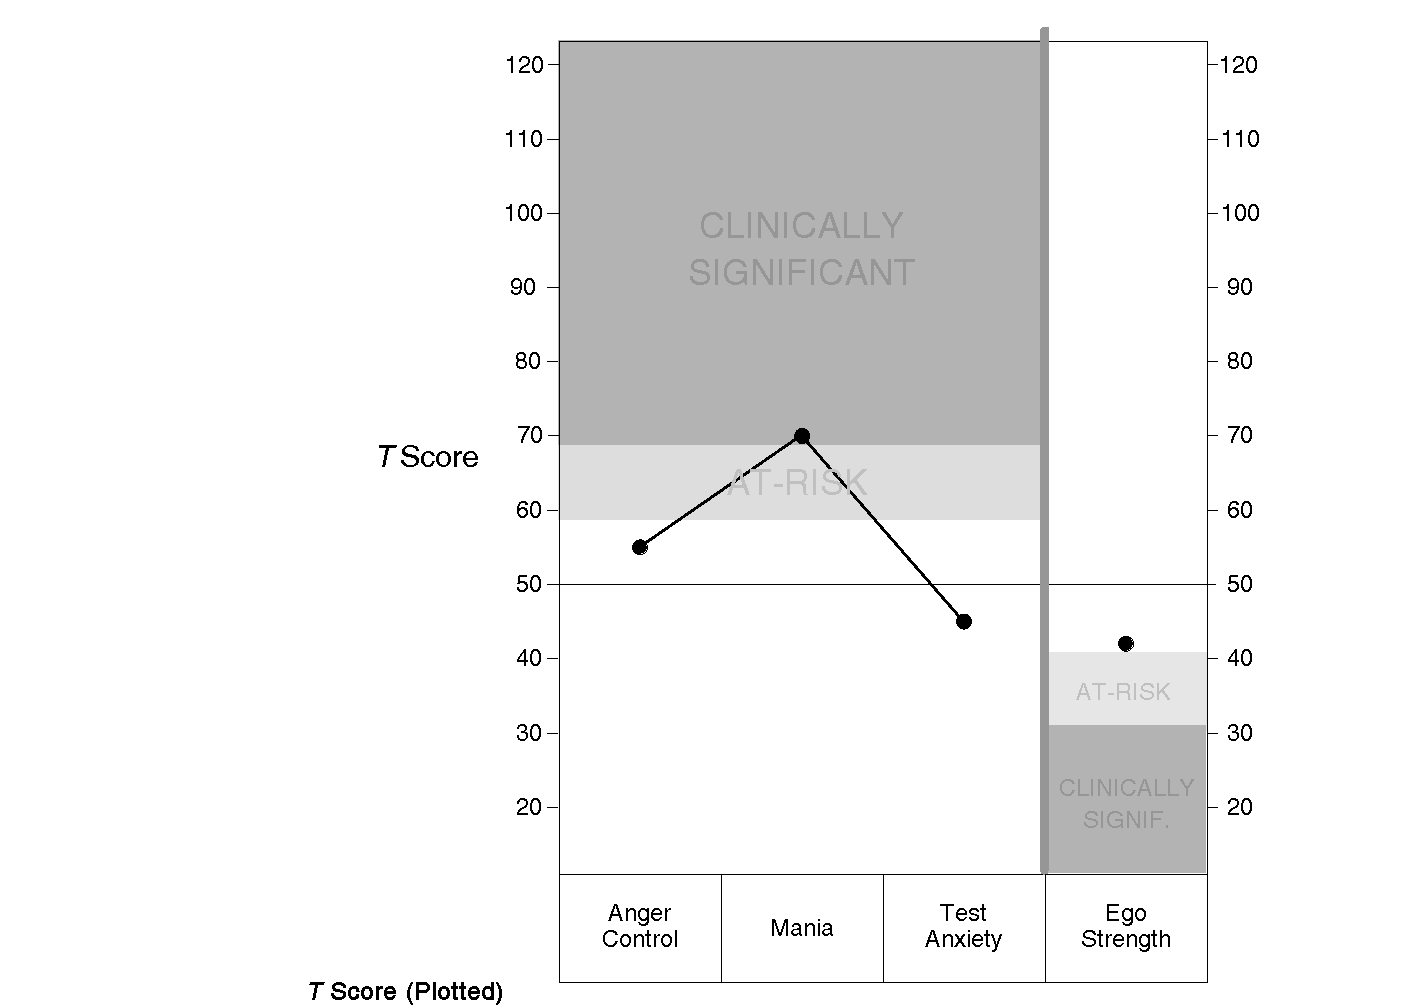 120 120
110 110
100 100
CLINICALLY
SIGNIFICANT
90 90
80 80
70 70
T Score
AT-RISK
60 60
50 50
40 40
AT-RISK
30 30
CLINICALLY
20 20
SIGNIF.
Anger
Control
Mania
Test
Anxiety
Ego
Strength
T Score (Plotted)